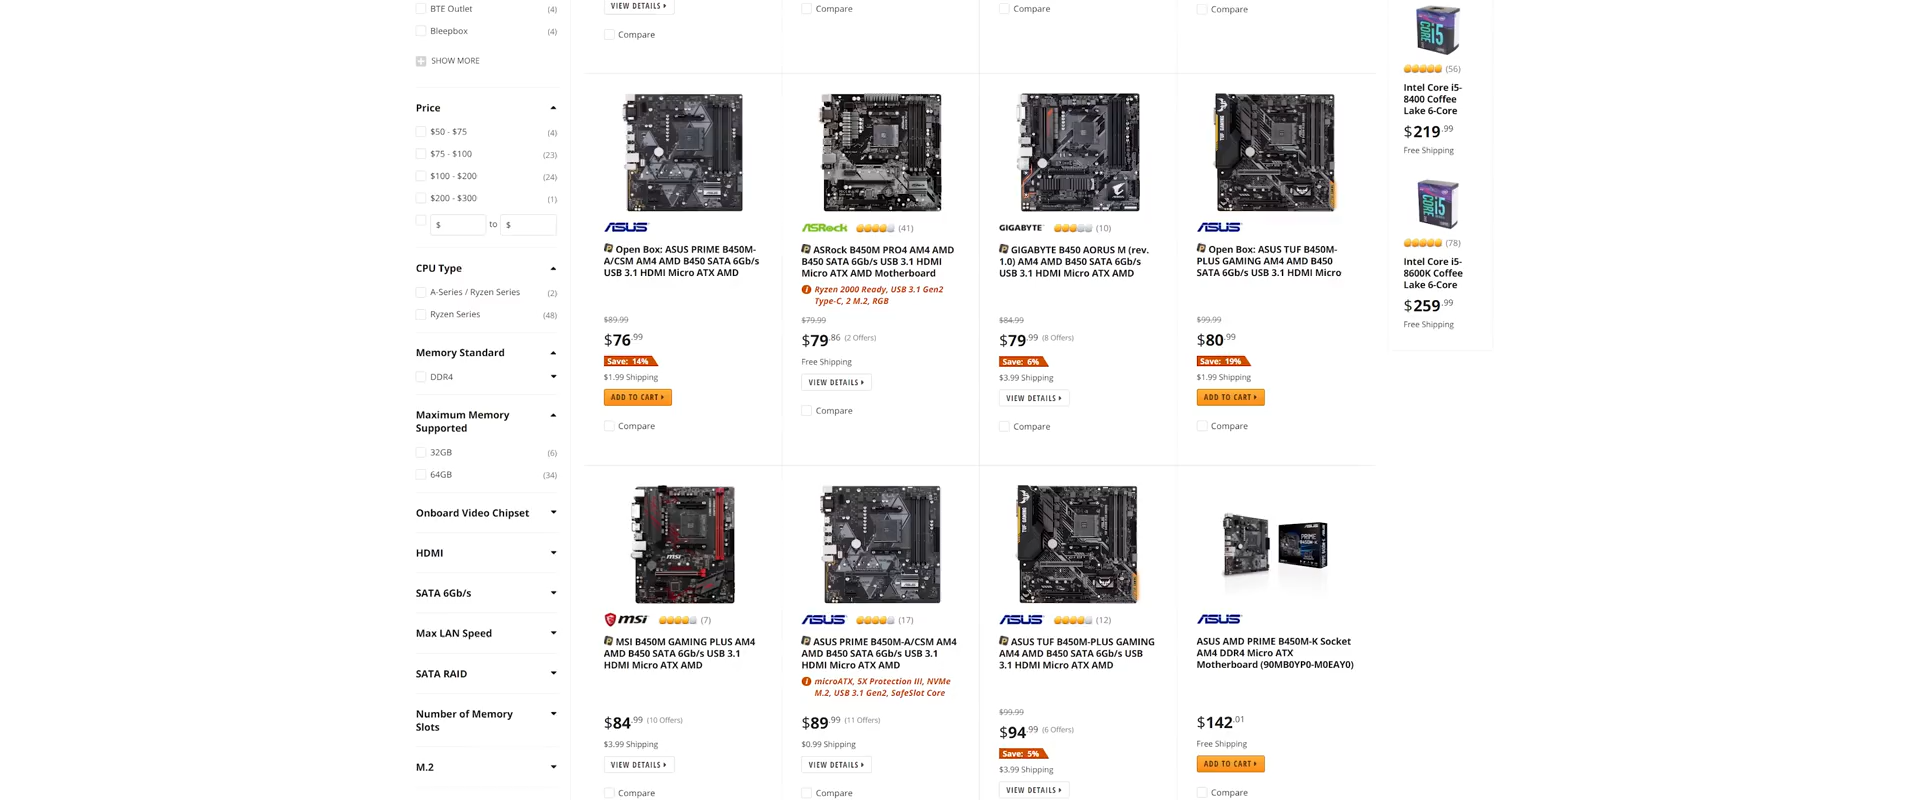 BTE Outlet (4)
Bleepbox (4)
SHOW MORE
Price
$50 - $75 (4)
$75 - $100 (23)
$100 - $200 (24)
$200 - $300 (1)
$ to $
CPU Type
A-Series / Ryzen Series (2)
Ryzen Series (48)
Memory Standard
DDR4
Maximum Memory
Supported
32GB (6)
64GB (34)
Onboard Video Chipset
HDMI
SATA 6Gb/s
Max LAN Speed
SATA RAID
Number of Memory
Slots
M.2
VIEW DETAILS
Compare
Compare
Compare
Compare
ASUS
Open Box: ASUS PRIME B450M-
A/CSM AM4 AMD B450 SATA 6Gb/s
USB 3.1 HDMI Micro ATX AMD
$89.99
$76.99
Save: 14%
$1.99 Shipping
ADD TO CART
Compare
ASRock (41)
ASRock B450M PRO4 AM4 AMD
B450 SATA 6Gb/s USB 3.1 HDMI
Micro ATX AMD Motherboard
Ryzen 2000 Ready, USB 3.1 Gen2
Type-C, 2 M.2, RGB
$79.99
$79.86 (2 Offers)
Free Shipping
VIEW DETAILS
Compare
GIGABYTE (10)
GIGABYTE B450 AORUS M (rev.
1.0) AM4 AMD B450 SATA 6Gb/s
USB 3.1 HDMI Micro ATX AMD
$84.99
$79.99 (8 Offers)
Save: 6%
$3.99 Shipping
VIEW DETAILS
Compare
TUF GAMING
ASUS
Open Box: ASUS TUF B450M-
PLUS GAMING AM4 AMD B450
SATA 6Gb/s USB 3.1 HDMI Micro
$99.99
$80.99
Save: 19%
$1.99 Shipping
ADD TO CART
Compare
msi
msi (7)
MSI B450M GAMING PLUS AM4
AMD B450 SATA 6Gb/s USB 3.1
HDMI Micro ATX AMD
$84.99 (10 Offers)
$3.99 Shipping
VIEW DETAILS
Compare
ASUS (17)
ASUS PRIME B450M-A/CSM AM4
AMD B450 SATA 6Gb/s USB 3.1
HDMI Micro ATX AMD
microATX, 5X Protection III, NVMe
M.2, USB 3.1 Gen2, SafeSlot Core
$89.99 (11 Offers)
$0.99 Shipping
VIEW DETAILS
Compare
TUF GAMING
ASUS (12)
ASUS TUF B450M-PLUS GAMING
AM4 AMD B450 SATA 6Gb/s USB
3.1 HDMI Micro ATX AMD
$99.99
$94.99 (6 Offers)
Save: 5%
$3.99 Shipping
VIEW DETAILS
PRIME
ASUS
ASUS AMD PRIME B450M-K Socket
AM4 DDR4 Micro ATX
Motherboard (90MB0YP0-M0EAY0)
$142.01
Free Shipping
ADD TO CART
Compare
CORE i5
(56)
Intel Core i5-
8400 Coffee
Lake 6-Core
$219.99
Free Shipping
CORE i5
(78)
Intel Core i5-
8600K Coffee
Lake 6-Core
$259.99
Free Shipping